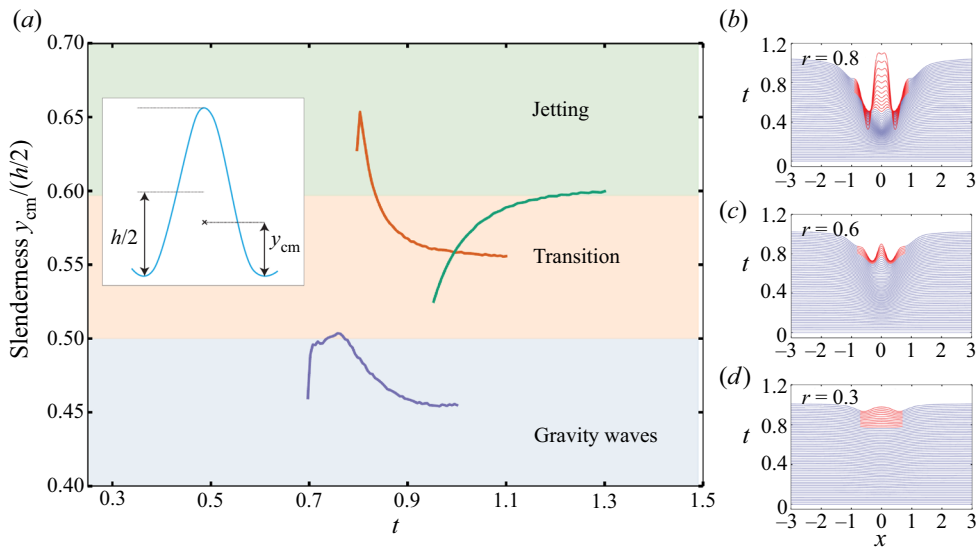 (a)
0.70
0.65
0.60
0.55
0.50
0.45
0.40
Slenderness y_cm/(h/2)
h/2
y_cm
Jetting
Transition
Gravity waves
0.3
0.5
0.7
0.9
1.1
1.3
1.5
t
(b)
1.2
0.8
0.4
0
t
r = 0.8
−3 −2 −1 0 1 2 3
(c)
1.2
0.8
0.4
0
t
r = 0.6
−3 −2 −1 0 1 2 3
(d)
1.2
0.8
0.4
0
t
r = 0.3
−3 −2 −1 0 1 2 3
x